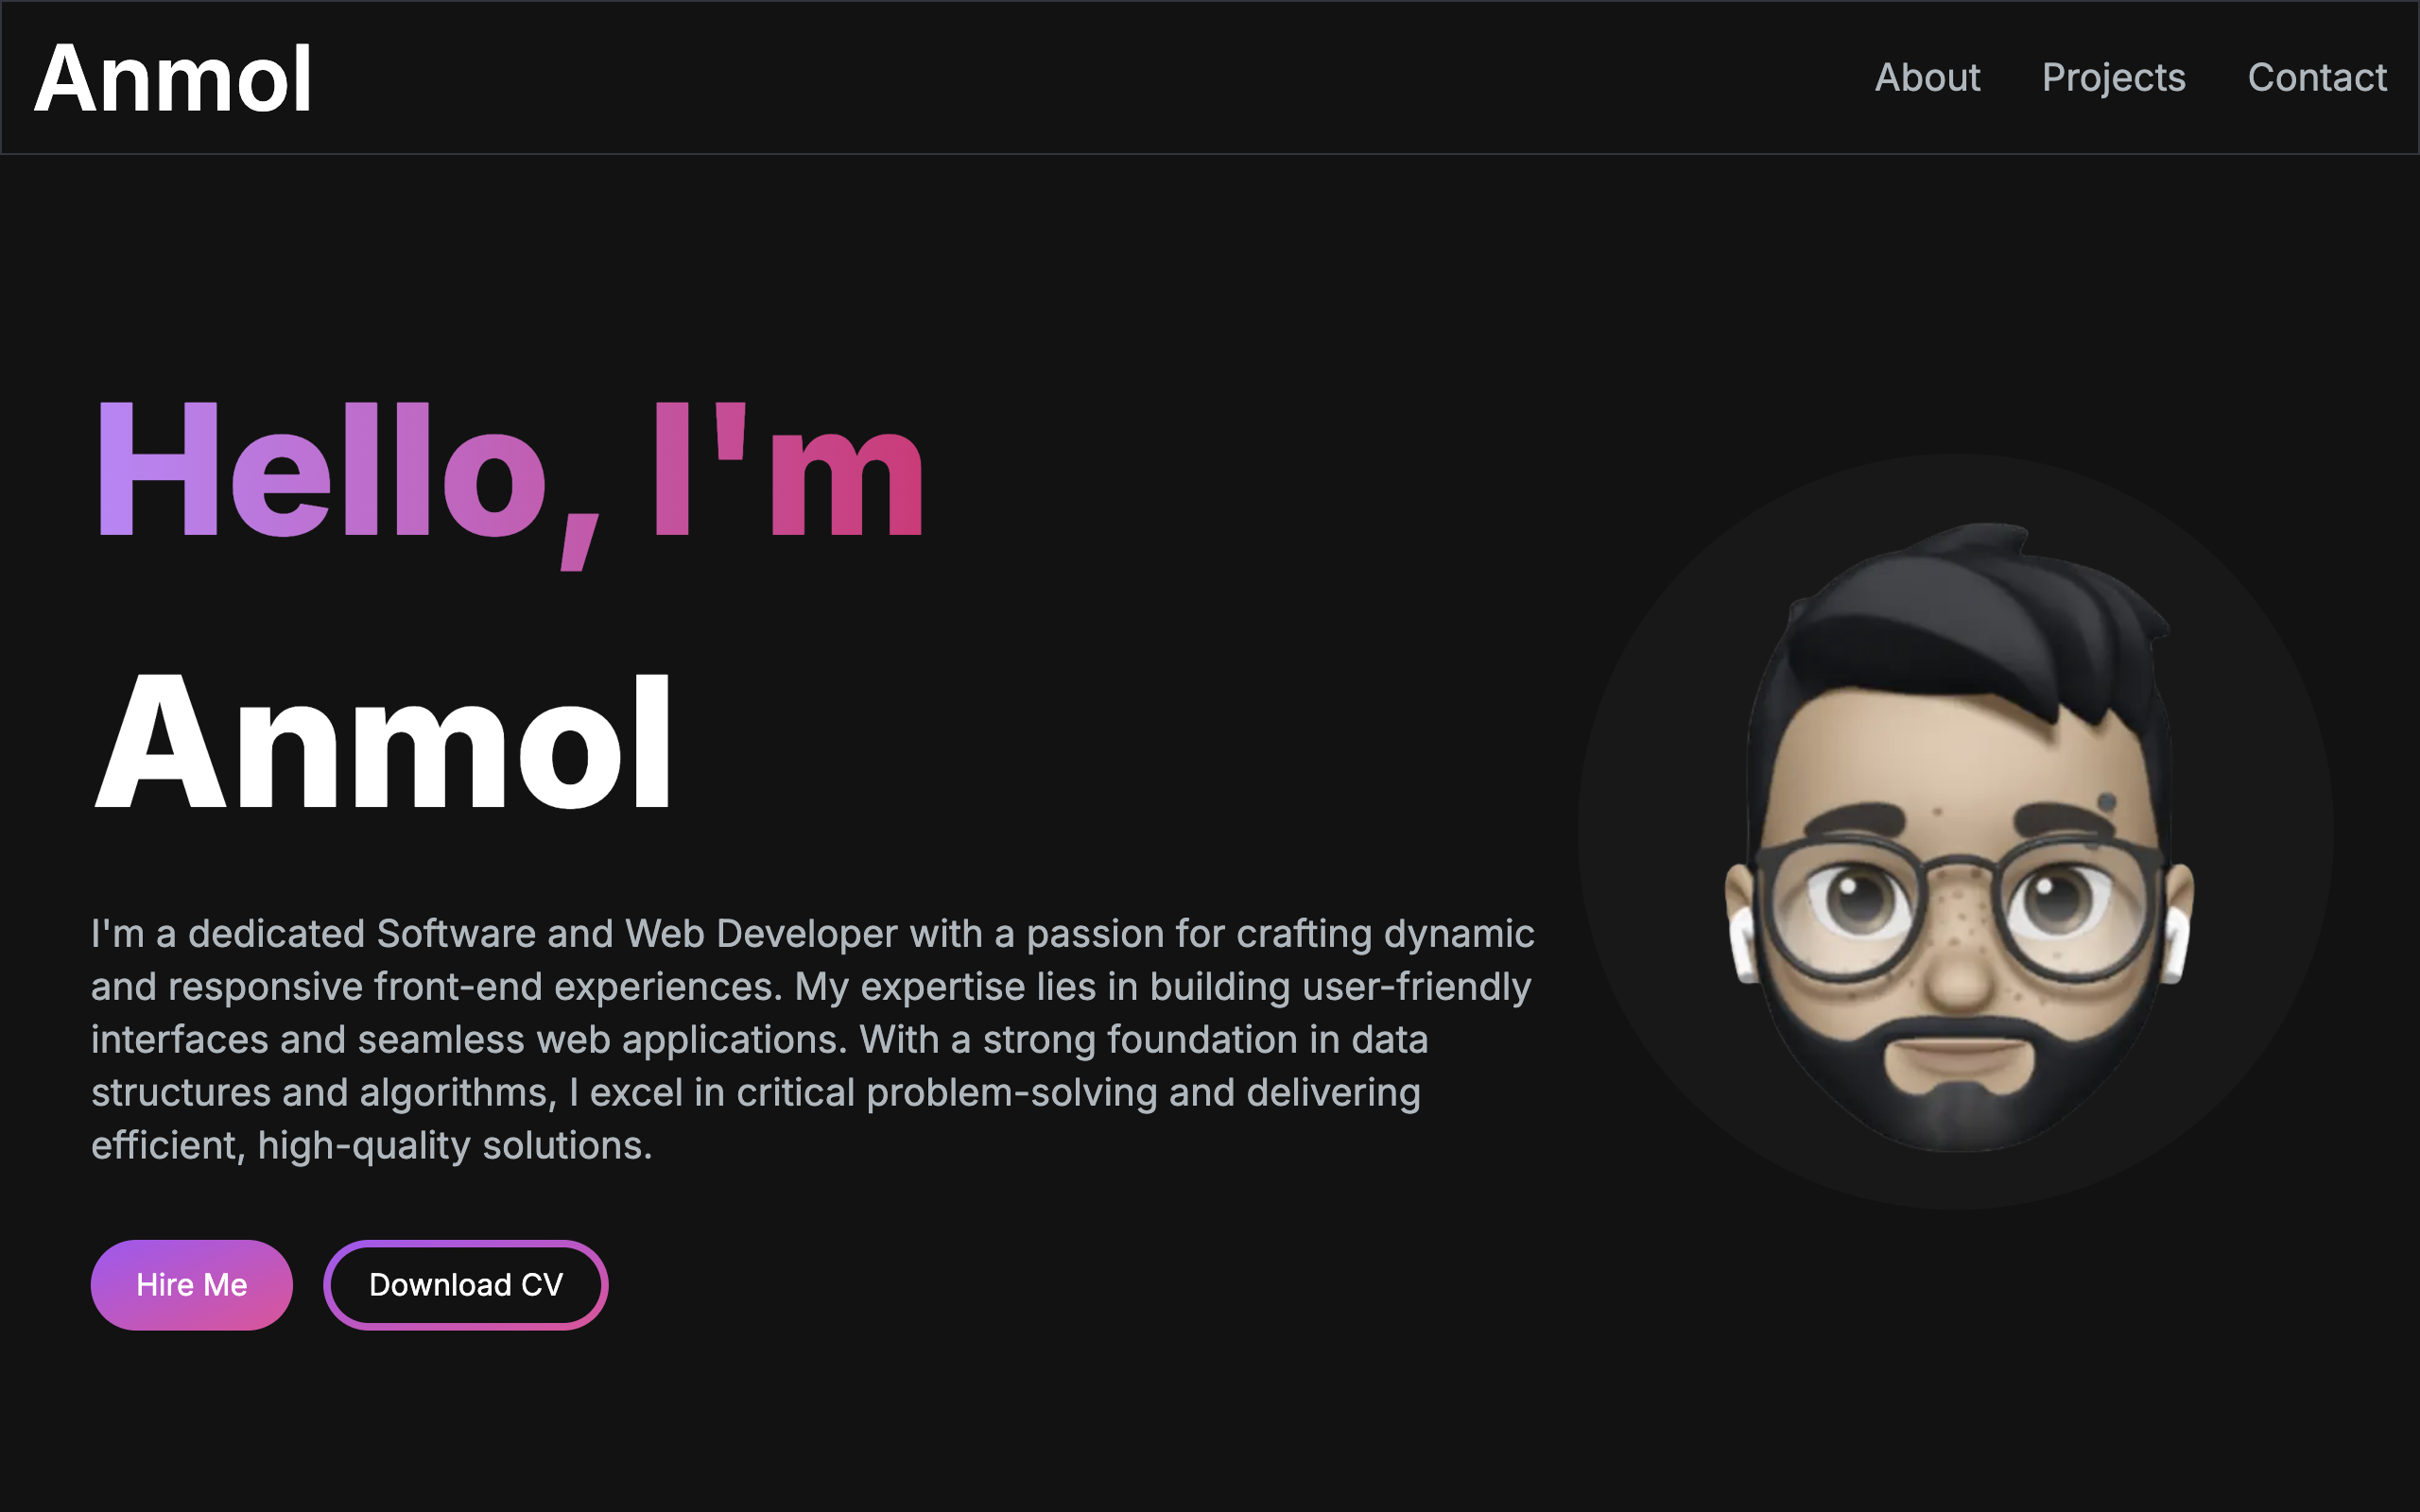 Anmol
About Projects Contact
Hello, I'm
Anmol
I'm a dedicated Software and Web Developer with a passion for crafting dynamic
and responsive front-end experiences. My expertise lies in building user-friendly
interfaces and seamless web applications. With a strong foundation in data
structures and algorithms, I excel in critical problem-solving and delivering
efficient, high-quality solutions.
Hire Me Download CV